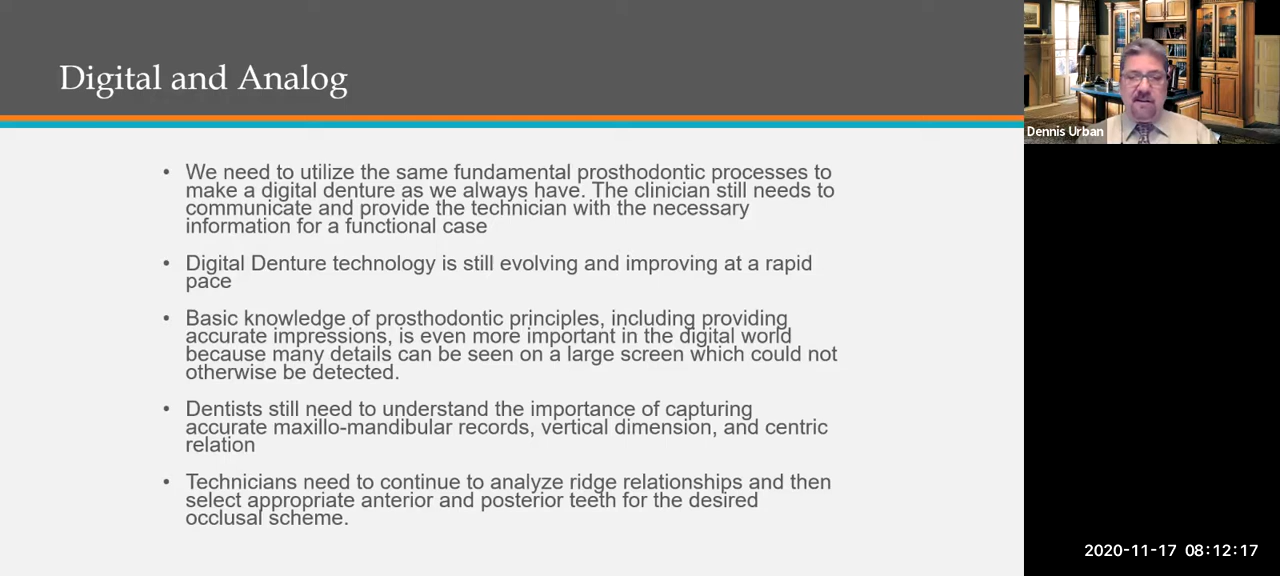 Digital and Analog
• We need to utilize the same fundamental prosthodontic processes to
make a digital denture as we always have. The clinician still needs to
communicate and provide the technician with the necessary
information for a functional case
• Digital Denture technology is still evolving and improving at a rapid
pace
• Basic knowledge of prosthodontic principles, including providing
accurate impressions, is even more important in the digital world
because many details can be seen on a large screen which could not
otherwise be detected.
• Dentists still need to understand the importance of capturing
accurate maxillo-mandibular records, vertical dimension, and centric
relation
• Technicians need to continue to analyze ridge relationships and then
select appropriate anterior and posterior teeth for the desired
occlusal scheme.
Dennis Urban
2020-11-17 08:12:17